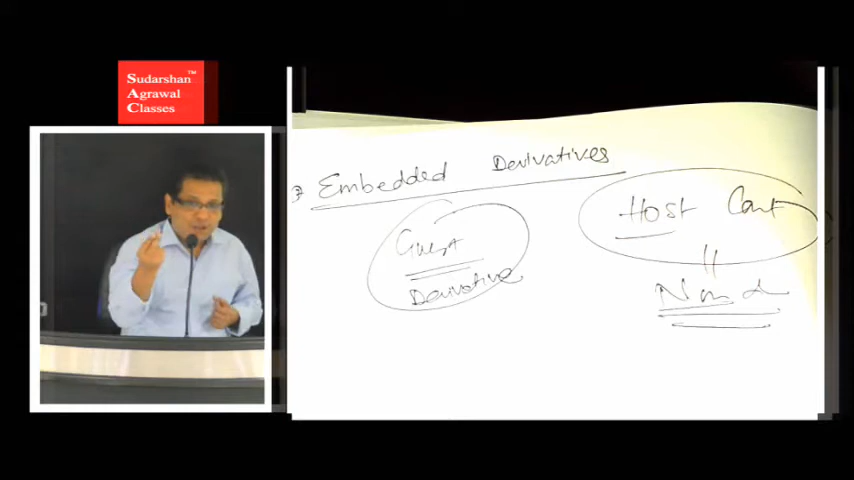 Sudarshan™
Agrawal
Classes
Embedded Derivatives
Guest
Derivative
Host Cont
Non d